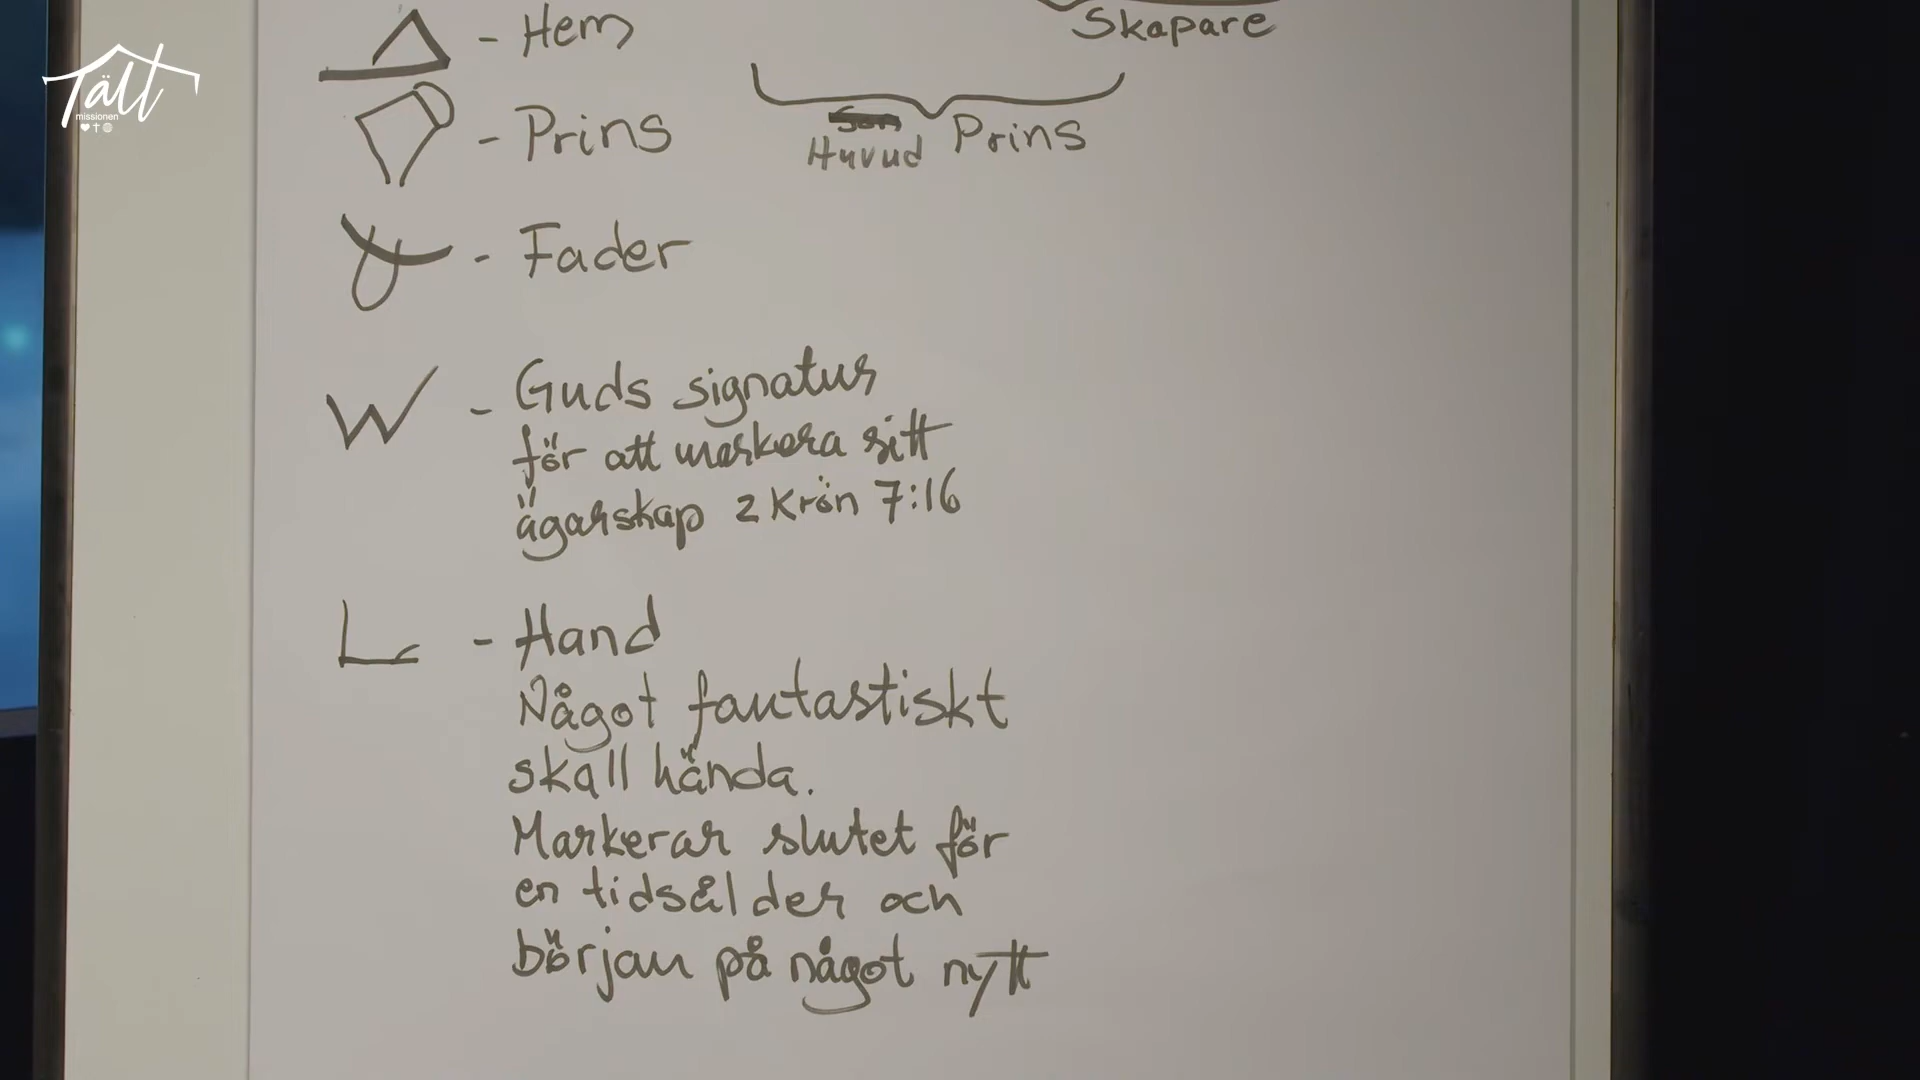 Tält
missionen
- Hem
Skapare
- Prins
Huvud Prins
- Fader
W - Guds signatur
för att markera sitt
ägarskap 2 Krön 7:16
- Hand
Något fantastiskt
skall hända.
Markerar slutet för
en tidsålder och
början på något nytt